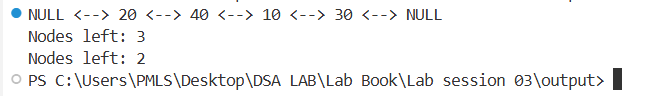 NULL <--> 20 <--> 40 <--> 10 <--> 30 <--> NULL
Nodes left: 3
Nodes left: 2
PS C:\Users\PMLS\Desktop\DSA LAB\Lab Book\Lab session 03\output>